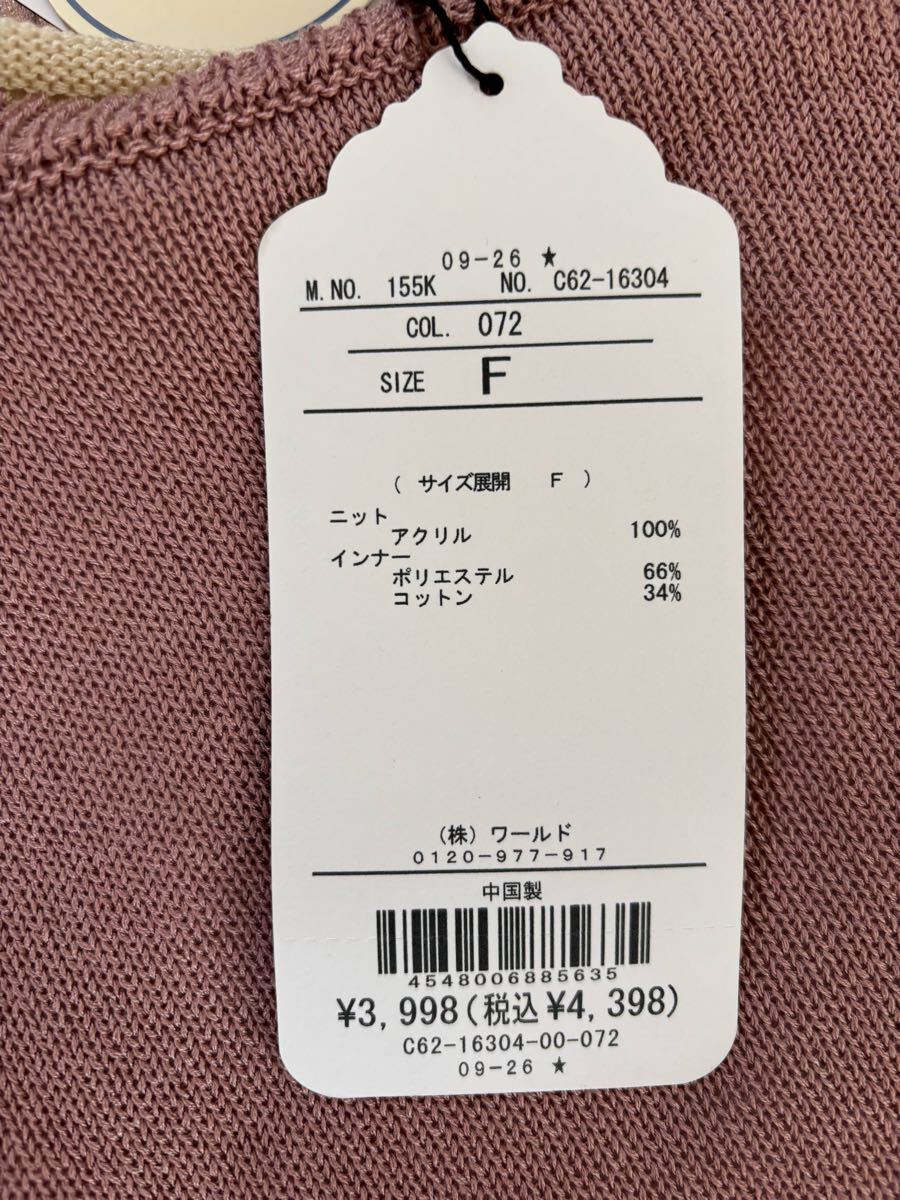 09-26 ★
M.NO. 155K NO. C62-16304
COL. 072
SIZE F
( サイズ展開 F )
ニット
アクリル 100%
インナー
ポリエステル 66%
コットン 34%
(株)ワールド
0120-977-917
中国製
4548006885635
¥3,998(税込¥4,398)
C62-16304-00-072
09-26 ★